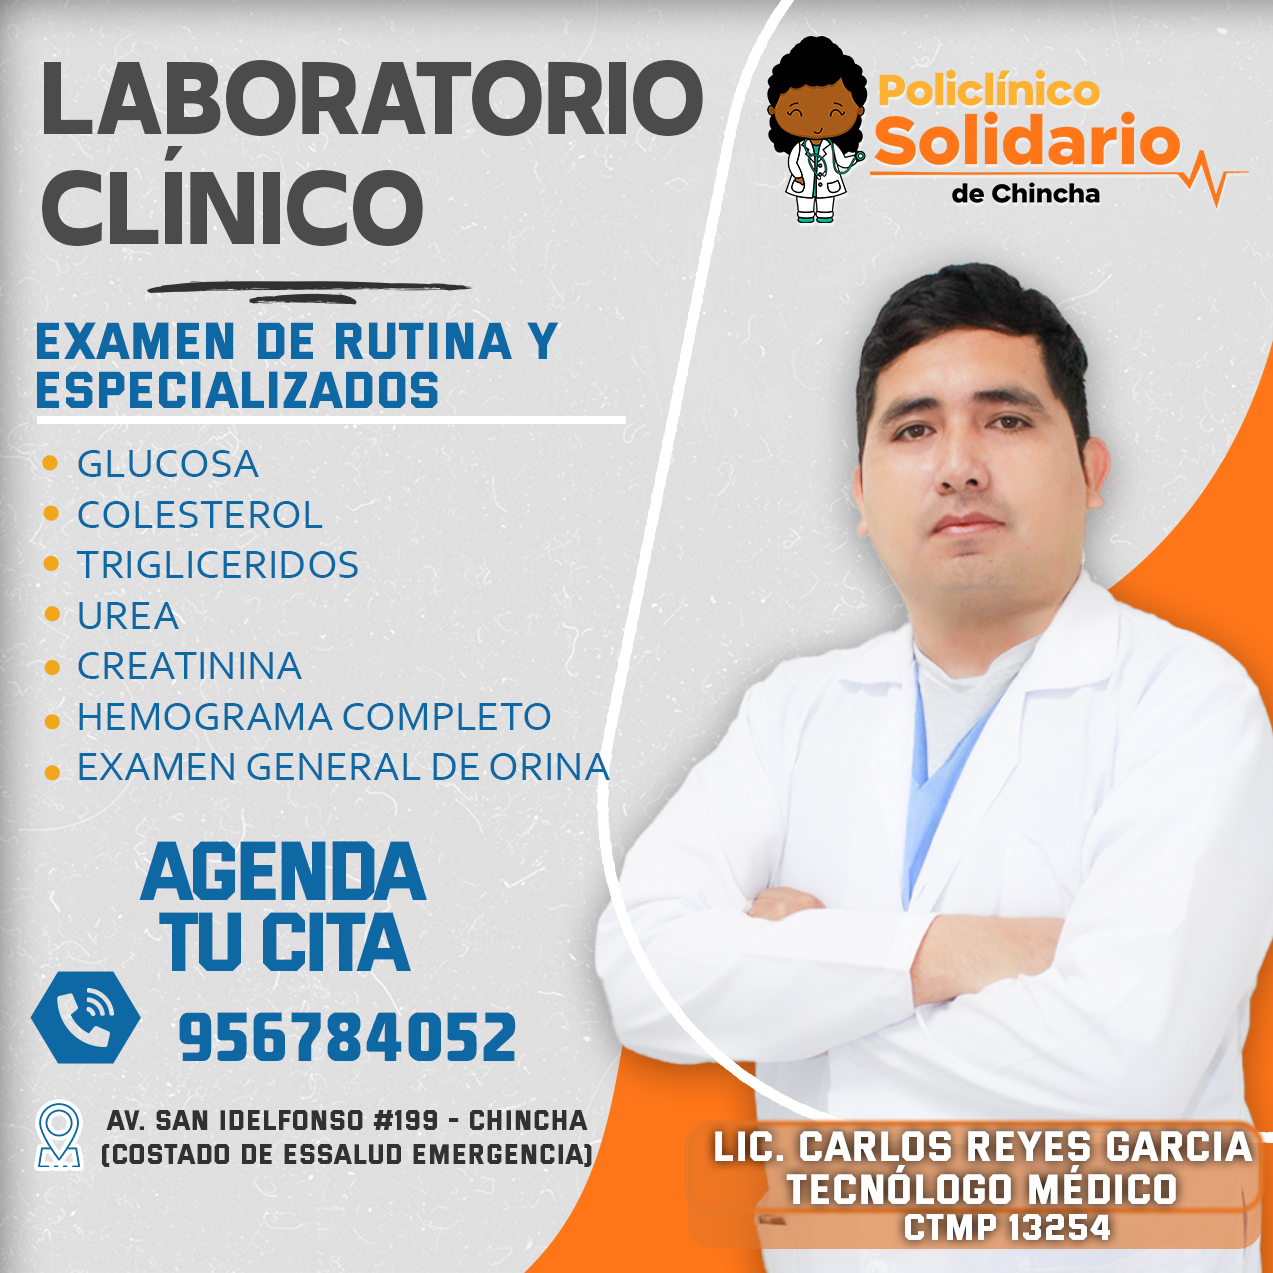 LABORATORIO
CLÍNICO
Policlínico
Solidario
de Chincha
EXAMEN DE RUTINA Y
ESPECIALIZADOS
• GLUCOSA
• COLESTEROL
• TRIGLICERIDOS
• UREA
• CREATININA
• HEMOGRAMA COMPLETO
• EXAMEN GENERAL DE ORINA
AGENDA
TU CITA
956784052
AV. SAN IDELFONSO #199 - CHINCHA
(COSTADO DE ESSALUD EMERGENCIA)
LIC. CARLOS REYES GARCIA
TECNÓLOGO MÉDICO
CTMP 13254